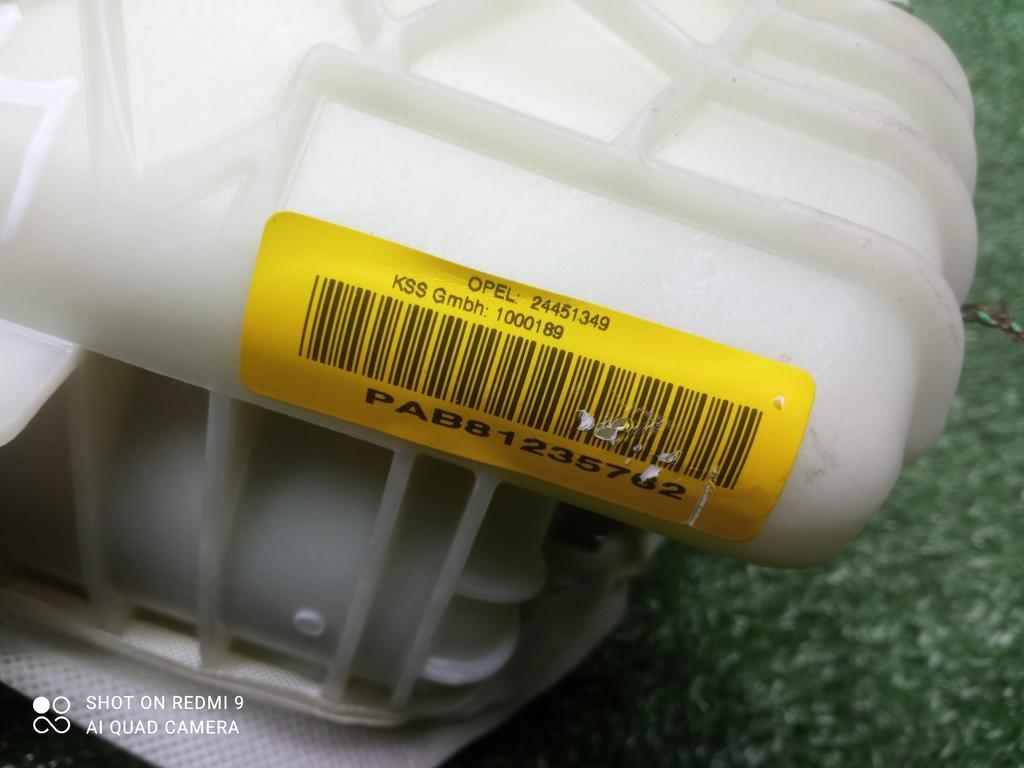 OPEL: 24451349
KSS Gmbh: 1000189
PAB81235762
SHOT ON REDMI 9
AI QUAD CAMERA